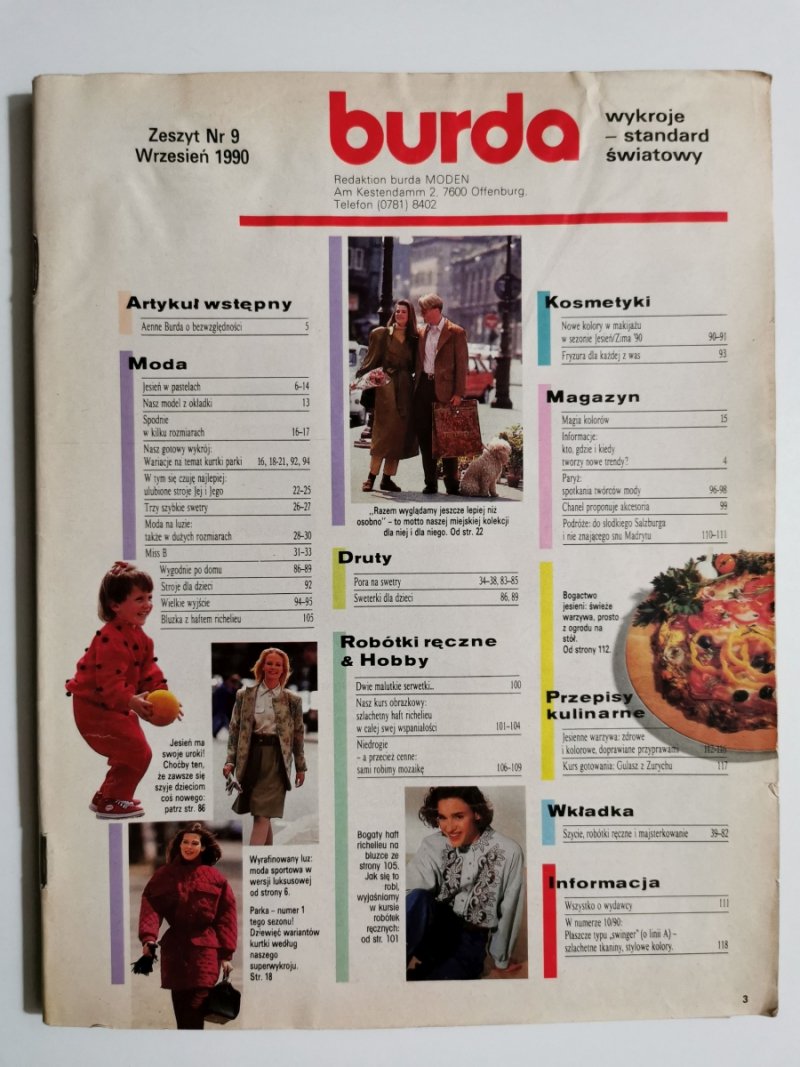 Zeszyt Nr 9
Wrzesień 1990
burda
wykroje
– standard
światowy
Redaktion burda MODEN
Am Kestendamm 2, 7600 Offenburg.
Telefon (0781) 8402
Artykuł wstępny
Aenne Burda o bezwzględności 5
Moda
Jesień w pastelach 6–14
Nasz model z okładki 13
Spodnie
w kilku rozmiarach 16–17
Nasz gotowy wykrój:
Wariacje na temat kurtki parki 16, 18-21, 92, 94
W tym się czuję najlepiej:
ulubione stroje Jej i Jego 22–25
Trzy szybkie swetry 26–27
Moda na luzie:
także w dużych rozmiarach 28–30
Miss B 31–33
Wygodnie po domu 86–89
Stroje dla dzieci 92
Wielkie wyjście 94–95
Bluzka z haftem richelieu 105
Jesień ma
swoje uroki!
Choćby ten,
że zawsze się
szyje dzieciom
coś nowego:
patrz str. 86
Wyrafinowany luz:
moda sportowa w
wersji luksusowej
od strony 6.
Parka – numer 1
tego sezonu!
Dziewięć wariantów
kurtki według
naszego
superwykroju.
Str. 18
„Razem wyglądamy jeszcze lepiej niż
osobno” – to motto naszej miejskiej kolekcji
dla niej i dla niego. Od str. 22
Druty
Pora na swetry 34–38, 83–85
Sweterki dla dzieci 86, 89
Robótki ręczne
& Hobby
Dwie malutkie serwetki... 100
Nasz kurs obrazkowy:
szlachetny haft richelieu
w całej swej wspaniałości 101–104
Niedrogie
– a przecież cenne:
sami robimy mozaikę 106–109
Bogaty haft
richelieu na
bluzce ze
strony 105.
Jak się to
robi,
wyjaśniamy
w kursie
robótek
ręcznych:
od str. 101
Kosmetyki
Nowe kolory w makijażu
w sezonie Jesień/Zima '90 90–91
Fryzura dla każdej z was 93
Magazyn
Magia kolorów 15
Informacje:
kto, gdzie i kiedy
tworzy nowe trendy? 4
Paryż:
spotkania twórców mody 96–98
Chanel proponuje akcesoria 99
Podróże: do słodkiego Salzburga
i nie znającego snu Madrytu 110–111
Bogactwo
jesieni: świeże
warzywa, prosto
z ogrodu na
stół.
Od strony 112.
Przepisy
kulinarne
Jesienne warzywa: zdrowe
i kolorowe, doprawiane przyprawami 112–116
Kurs gotowania: Gulasz z Zurychu 117
Wkładka
Szycie, robótki ręczne i majsterkowanie 39–82
Informacja
Wszystko o wydawcy 111
W numerze 10/90:
Płaszcze typu „swinger” (o linii A) –
szlachetne tkaniny, stylowe kolory. 118
3